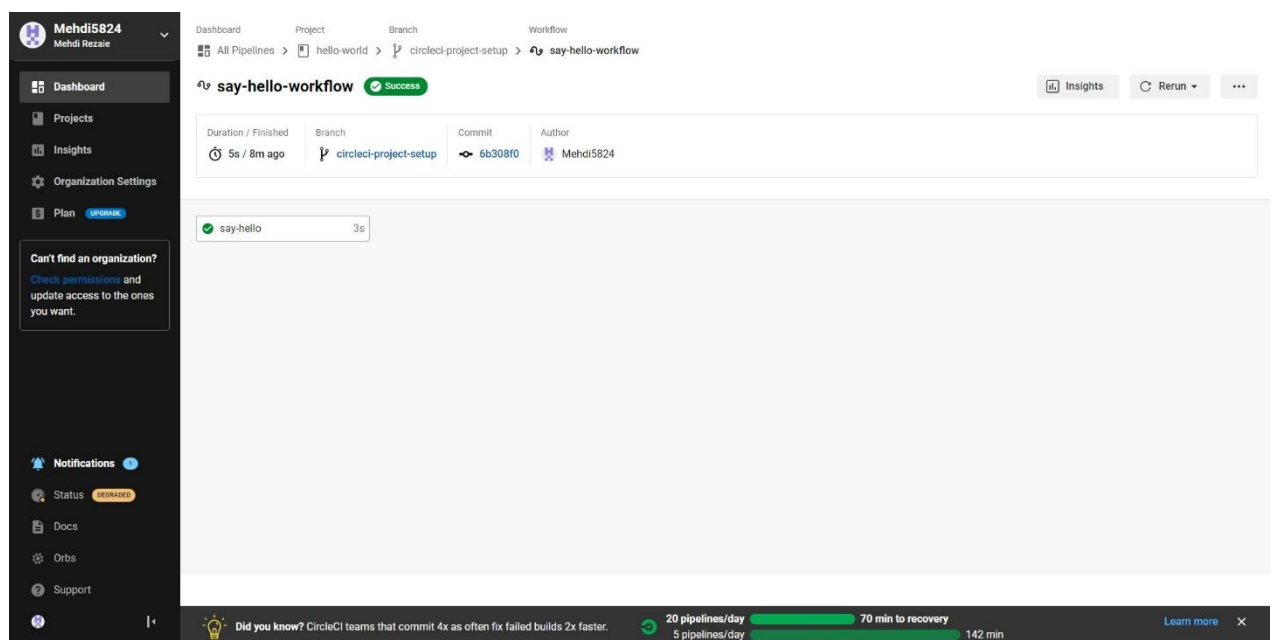 Mehdi5824
Mehdi Rezaie
Dashboard
Projects
Insights
Organization Settings
Plan UPGRADE
Can't find an organization?
Check permissions and
update access to the ones
you want.
Notifications 1
Status DEGRADED
Docs
Orbs
Support
Dashboard Project Branch Workflow
All Pipelines > hello-world > circleci-project-setup > say-hello-workflow
say-hello-workflow Success
Insights Rerun ...
Duration / Finished Branch Commit Author
5s / 8m ago circleci-project-setup 6b308f0 Mehdi5824
say-hello 3s
Did you know? CircleCI teams that commit 4x as often fix failed builds 2x faster.
20 pipelines/day 70 min to recovery
5 pipelines/day 142 min
Learn more